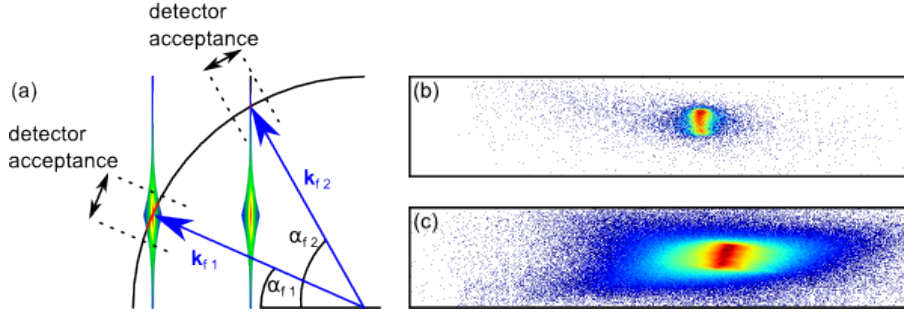 detector
acceptance
(a)
detector
acceptance
k f 2
k f 1
α f 2
α f 1
(b)
(c)